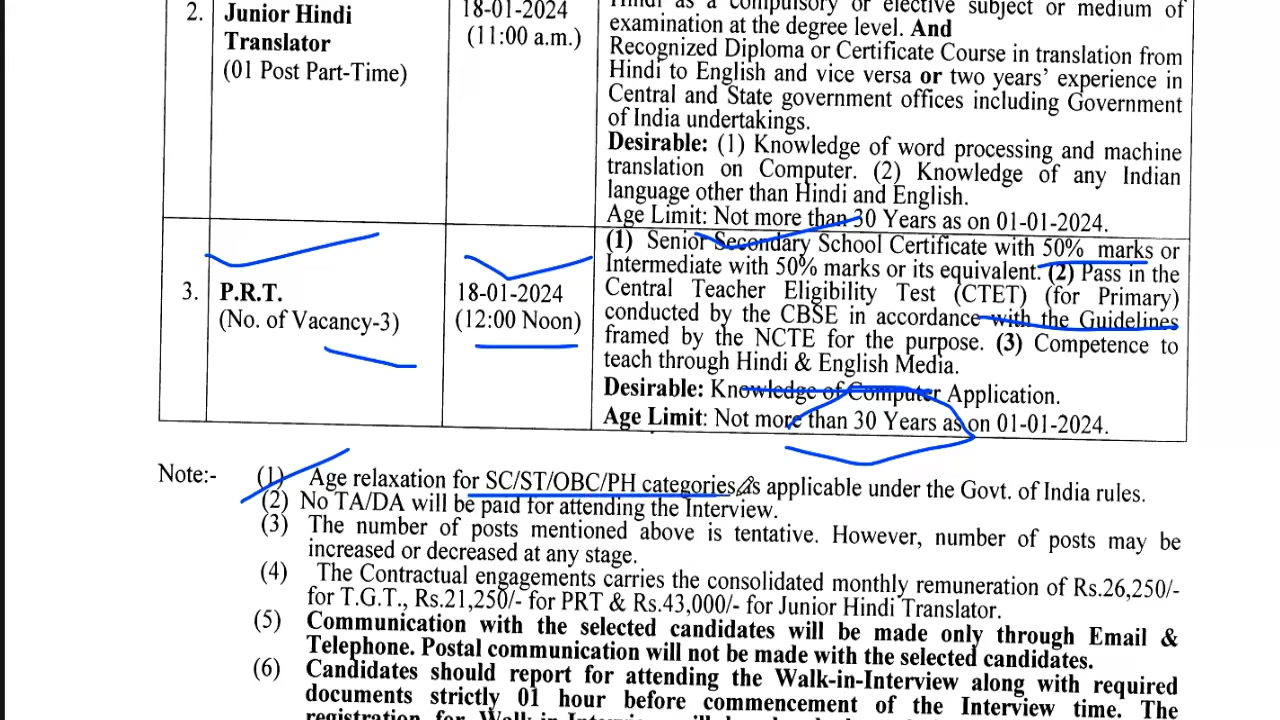 2. Junior Hindi
Translator
(01 Post Part-Time)
18-01-2024
(11:00 a.m.)
Hindi as a compulsory or elective subject or medium of
examination at the degree level. And
Recognized Diploma or Certificate Course in translation from
Hindi to English and vice versa or two years' experience in
Central and State government offices including Government
of India undertakings.
Desirable: (1) Knowledge of word processing and machine
translation on Computer. (2) Knowledge of any Indian
language other than Hindi and English.
Age Limit: Not more than 30 Years as on 01-01-2024.
3. P.R.T.
(No. of Vacancy-3)
18-01-2024
(12:00 Noon)
(1) Senior Secondary School Certificate with 50% marks or
Intermediate with 50% marks or its equivalent. (2) Pass in the
Central Teacher Eligibility Test (CTET) (for Primary)
conducted by the CBSE in accordance with the Guidelines
framed by the NCTE for the purpose. (3) Competence to
teach through Hindi & English Media.
Desirable: Knowledge of Computer Application.
Age Limit: Not more than 30 Years as on 01-01-2024.
Note:- (1) Age relaxation for SC/ST/OBC/PH categories as applicable under the Govt. of India rules.
(2) No TA/DA will be paid for attending the Interview.
(3) The number of posts mentioned above is tentative. However, number of posts may be
increased or decreased at any stage.
(4) The Contractual engagements carries the consolidated monthly remuneration of Rs.26,250/-
for T.G.T., Rs.21,250/- for PRT & Rs.43,000/- for Junior Hindi Translator.
(5) Communication with the selected candidates will be made only through Email &
Telephone. Postal communication will not be made with the selected candidates.
(6) Candidates should report for attending the Walk-in-Interview along with required
documents strictly 01 hour before commencement of the Interview time. The
registration for Walk-in